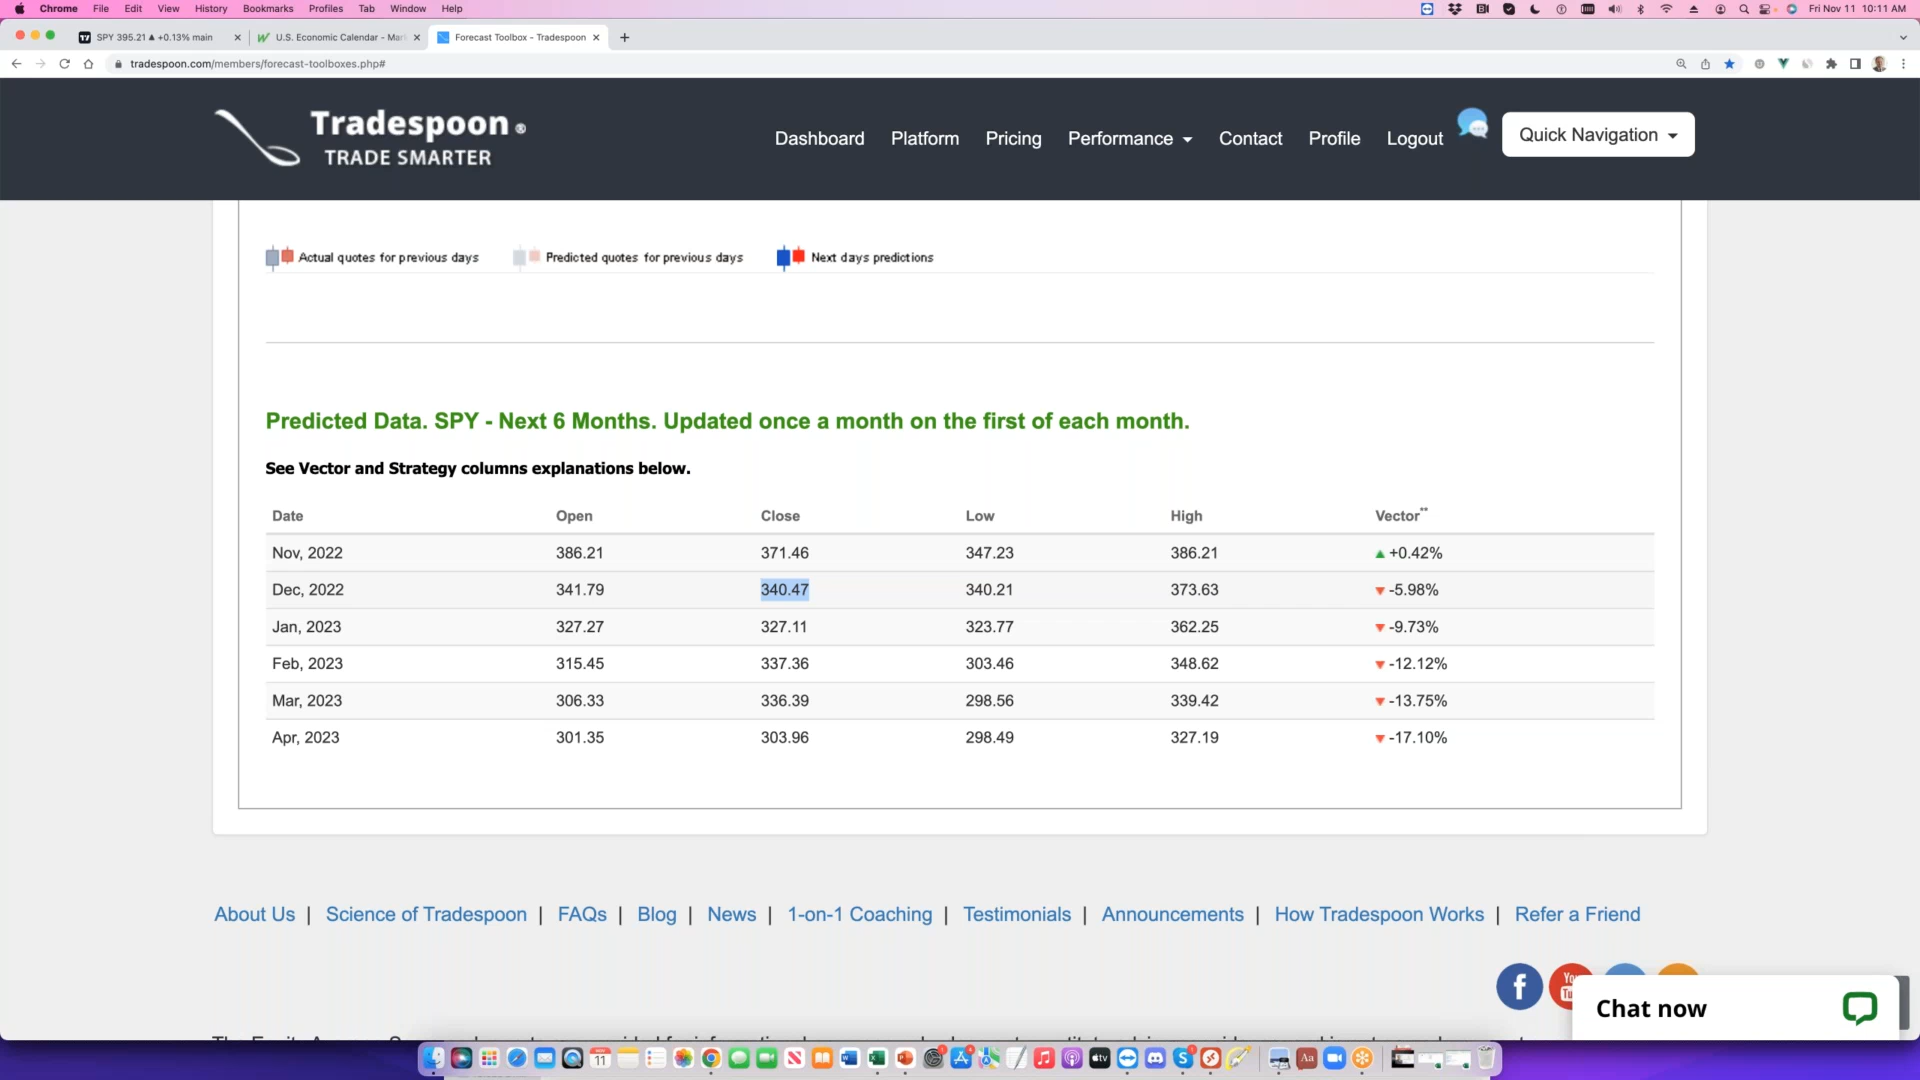 Chrome File Edit View History Bookmarks Profiles Tab Window Help Fri Nov 11 10:11 AM
SPY 395.21 ▲ +0.13% main U.S. Economic Calendar - Mar Forecast Toolbox - Tradespoon
tradespoon.com/members/forecast-toolboxes.php#
Tradespoon ®
TRADE SMARTER
Dashboard Platform Pricing Performance Contact Profile Logout Quick Navigation
Actual quotes for previous days Predicted quotes for previous days Next days predictions
Predicted Data. SPY - Next 6 Months. Updated once a month on the first of each month.
See Vector and Strategy columns explanations below.
Date Open Close Low High Vector**
Nov, 2022 386.21 371.46 347.23 386.21 ▲ +0.42%
Dec, 2022 341.79 340.47 340.21 373.63 ▼ -5.98%
Jan, 2023 327.27 327.11 323.77 362.25 ▼ -9.73%
Feb, 2023 315.45 337.36 303.46 348.62 ▼ -12.12%
Mar, 2023 306.33 336.39 298.56 339.42 ▼ -13.75%
Apr, 2023 301.35 303.96 298.49 327.19 ▼ -17.10%
About Us | Science of Tradespoon | FAQs | Blog | News | 1-on-1 Coaching | Testimonials | Announcements | How Tradespoon Works | Refer a Friend
Chat now